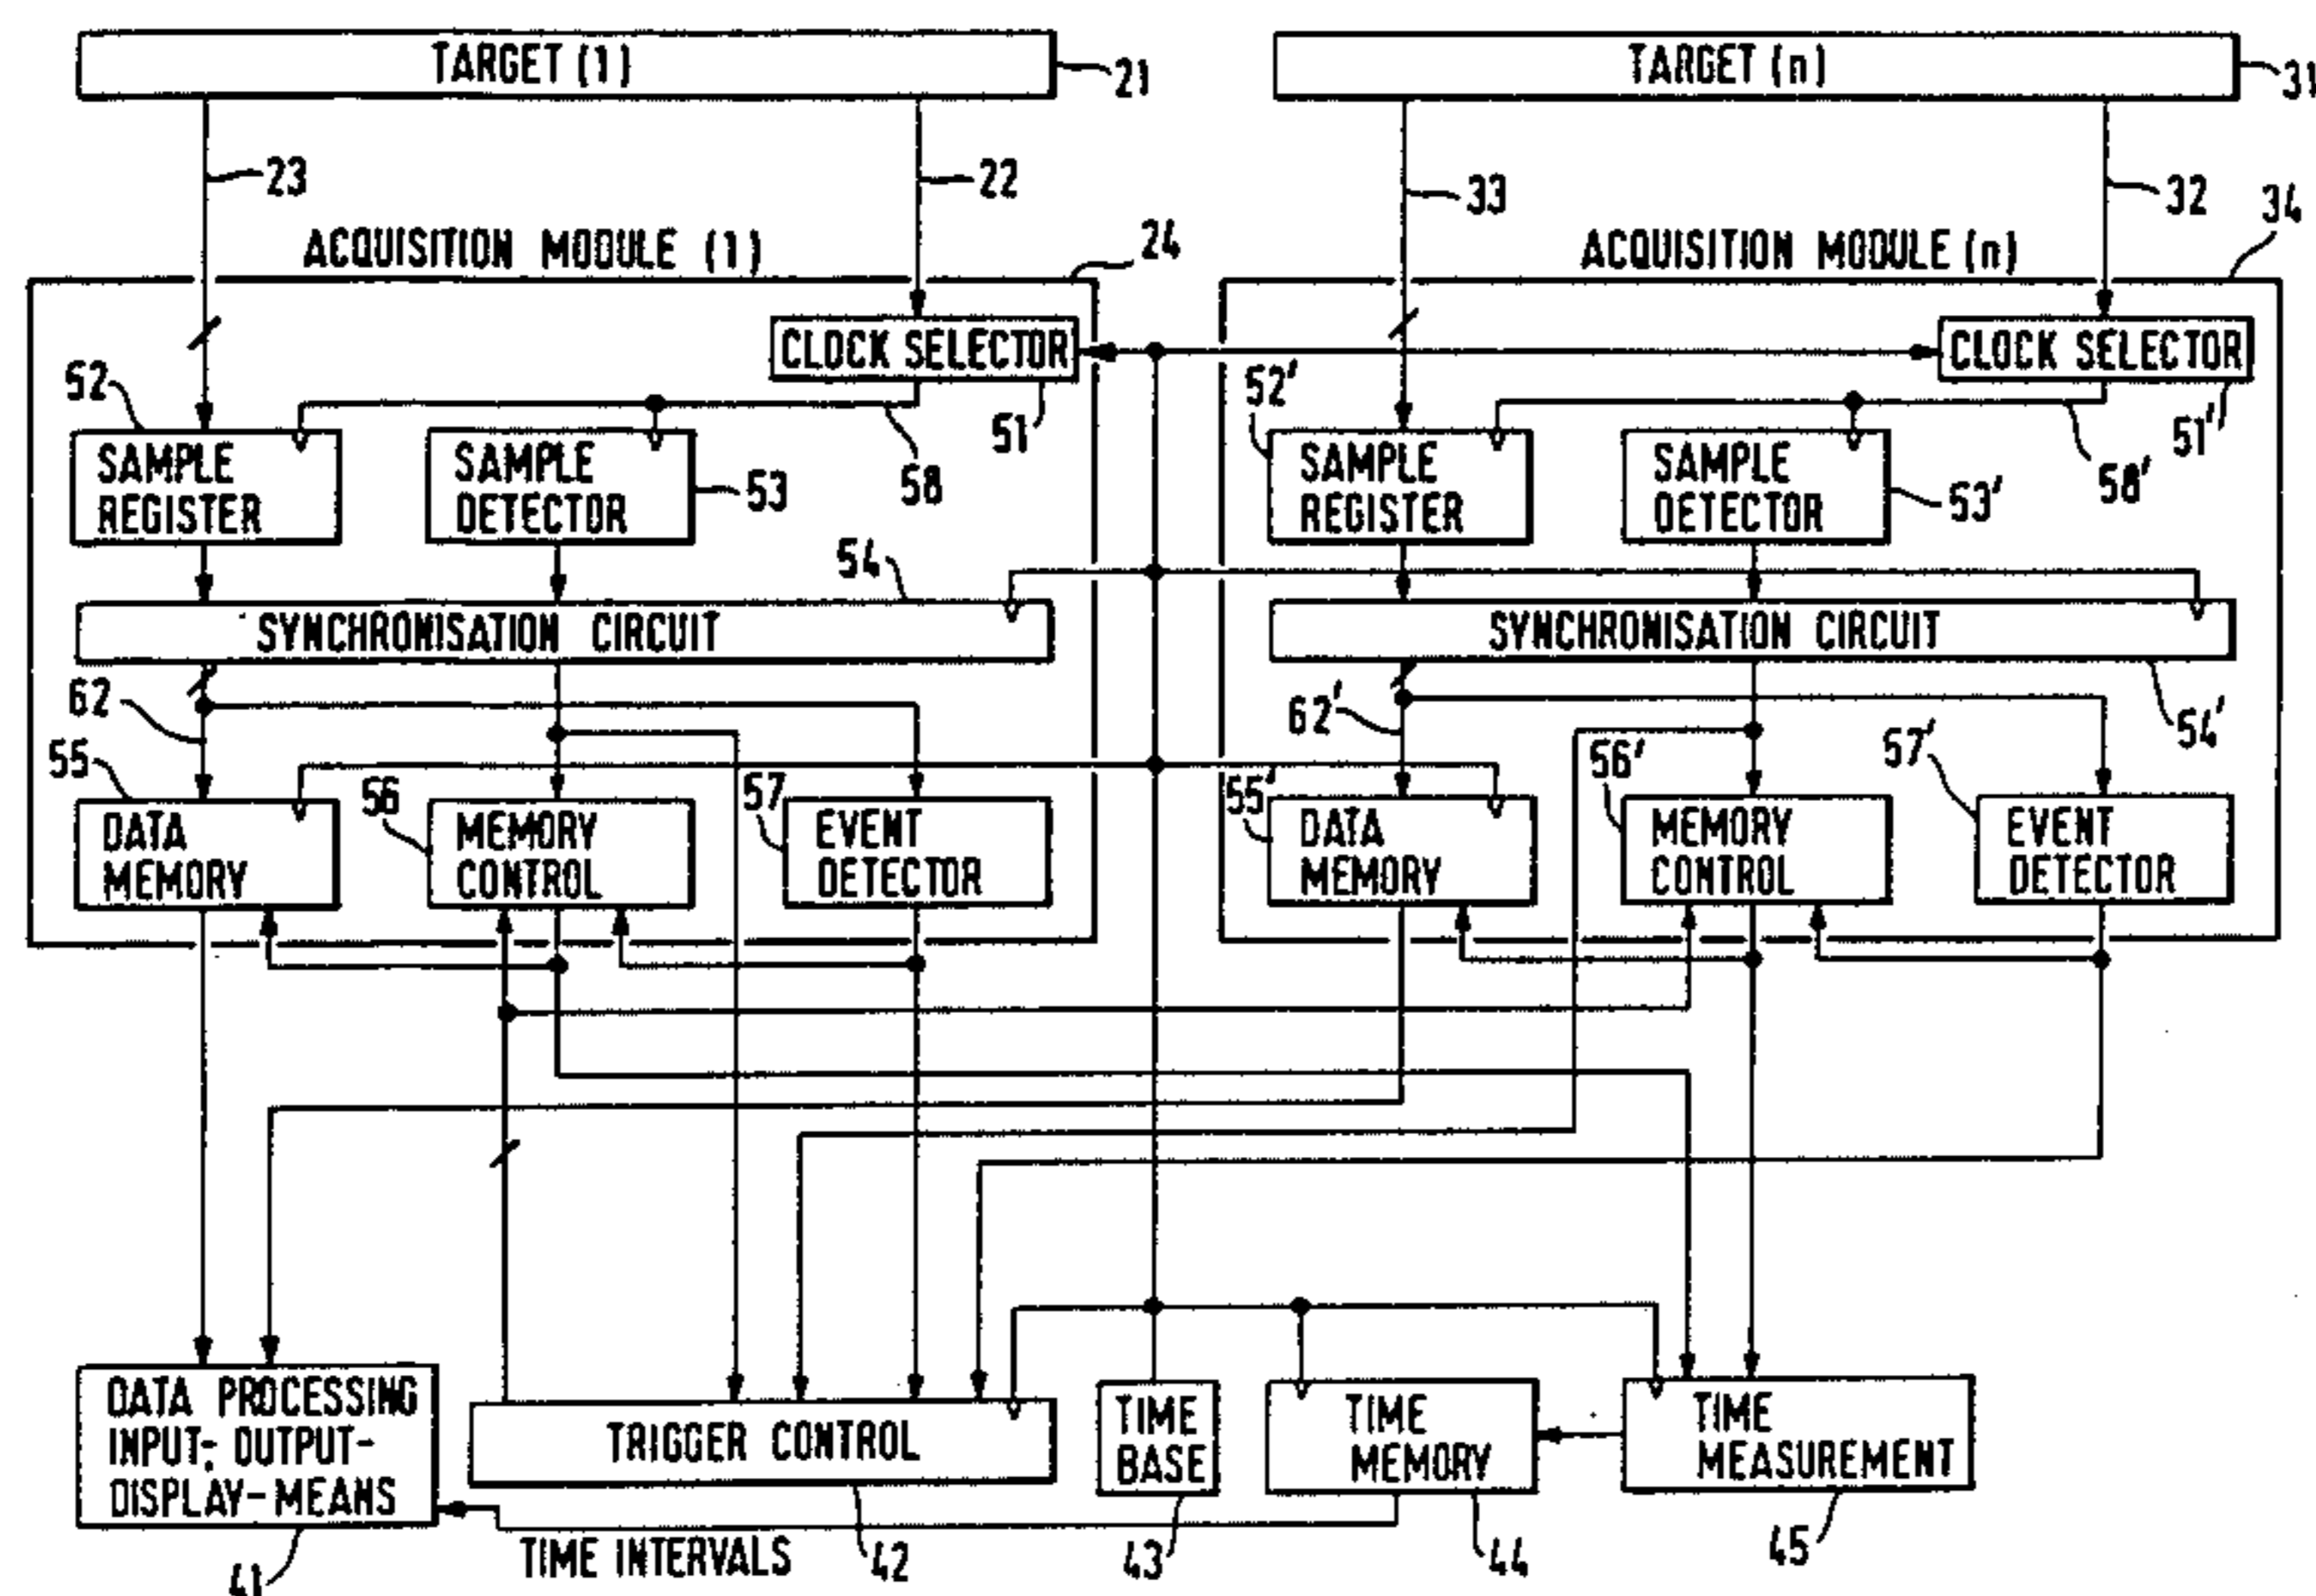 TARGET (1)
21
TARGET (n)
31
23
22
33
32
34
ACQUISITION MODULE (1)
24
ACQUISITION MODULE (n)
CLOCK SELECTOR
CLOCK SELECTOR
52
51
52'
51'
SAMPLE
REGISTER
SAMPLE
DETECTOR
53
58
SAMPLE
REGISTER
SAMPLE
DETECTOR
53'
58'
54
SYNCHRONISATION CIRCUIT
SYNCHRONISATION CIRCUIT
62
62'
54'
55
56
57
55'
56'
57'
DATA
MEMORY
MEMORY
CONTROL
EVENT
DETECTOR
DATA
MEMORY
MEMORY
CONTROL
EVENT
DETECTOR
DATA PROCESSING
INPUT; OUTPUT-
DISPLAY-MEANS
TRIGGER CONTROL
TIME
BASE
TIME
MEMORY
TIME
MEASUREMENT
41
TIME INTERVALS
42
43
44
45